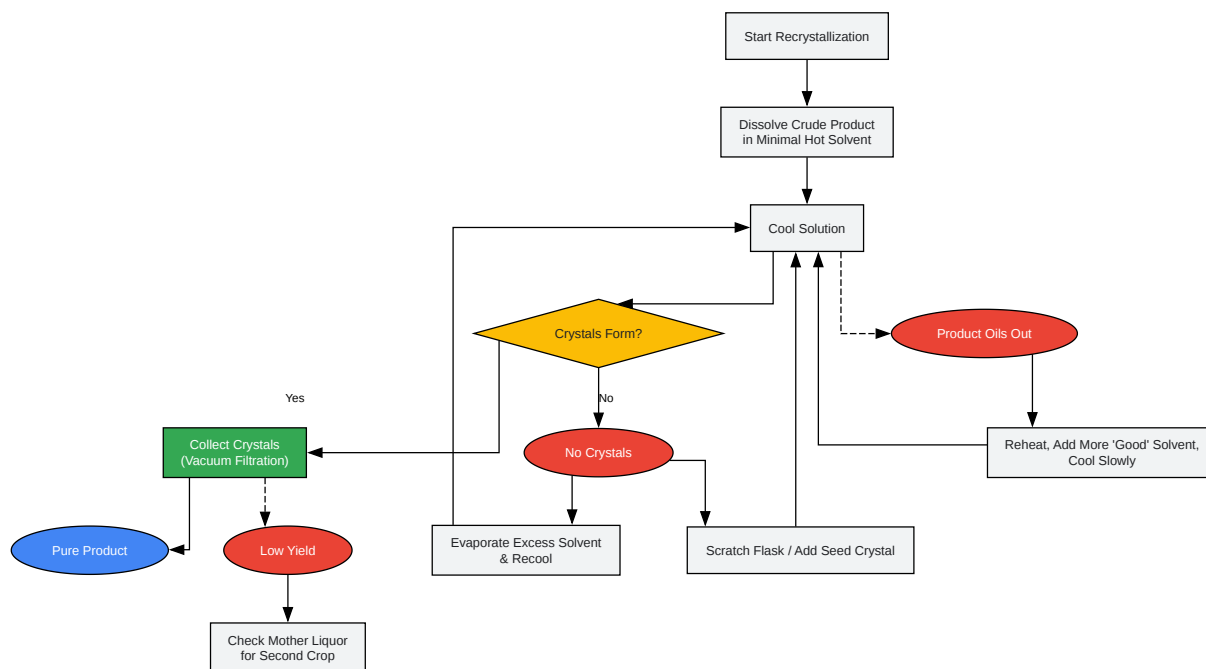 Start Recrystallization
Dissolve Crude Product
in Minimal Hot Solvent
Cool Solution
Crystals Form?
Product Oils Out
Yes
No
Collect Crystals
(Vacuum Filtration)
No Crystals
Reheat, Add More 'Good' Solvent,
Cool Slowly
Pure Product
Low Yield
Evaporate Excess Solvent
& Recool
Scratch Flask / Add Seed Crystal
Check Mother Liquor
for Second Crop